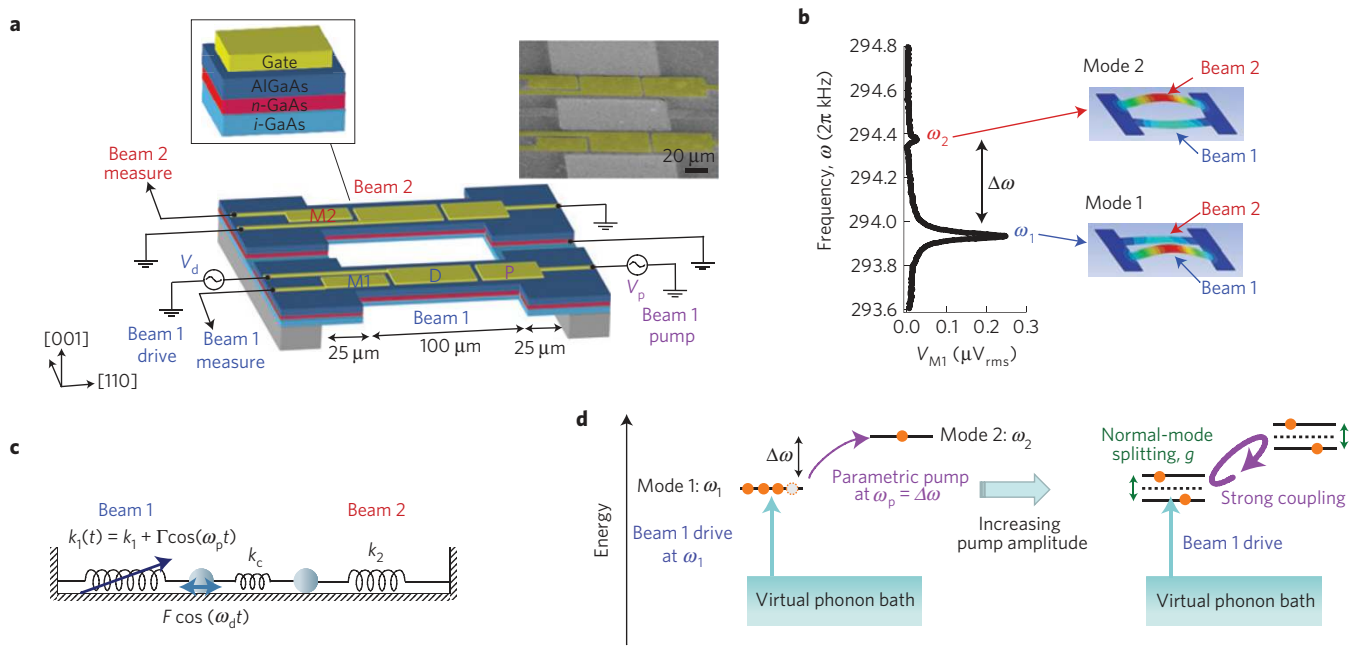 a
Gate
AlGaAs
n-GaAs
i-GaAs
20 μm
Beam 2
measure
Beam 2
M2
V_d
M1
D
P
V_p
Beam 1
drive
Beam 1
measure
Beam 1
Beam 1
pump
25 μm
100 μm
25 μm
[001]
[110]
b
Frequency, ω (2π kHz)
294.8
294.6
294.4
294.2
294.0
293.8
293.6
0.0
0.1
0.2
0.3
V_M1 (μV_rms)
ω_2
Δω
ω_1
Mode 2
Beam 2
Beam 1
Mode 1
Beam 2
Beam 1
c
Beam 1
Beam 2
k_1(t) = k_1 + Γcos(ω_pt)
k_c
k_2
F cos (ω_dt)
d
Energy
Mode 1: ω_1
Δω
Mode 2: ω_2
Parametric pump
at ω_p = Δω
Beam 1 drive
at ω_1
Virtual phonon bath
Increasing
pump amplitude
Normal-mode
splitting, g
Strong coupling
Beam 1 drive
Virtual phonon bath